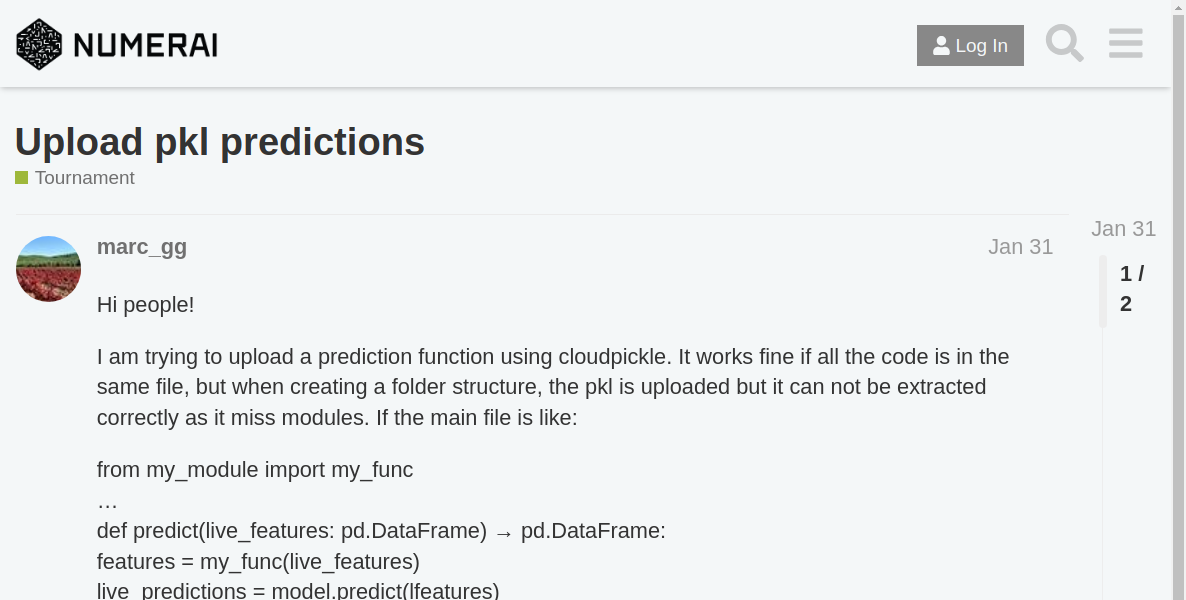 NUMERAI
Log In
Upload pkl predictions
Tournament
marc_gg
Jan 31
Jan 31
1 /
2
Hi people!
I am trying to upload a prediction function using cloudpickle. It works fine if all the code is in the
same file, but when creating a folder structure, the pkl is uploaded but it can not be extracted
correctly as it miss modules. If the main file is like:
from my_module import my_func
…
def predict(live_features: pd.DataFrame) → pd.DataFrame:
features = my_func(live_features)
live_predictions = model.predict(lfeatures)